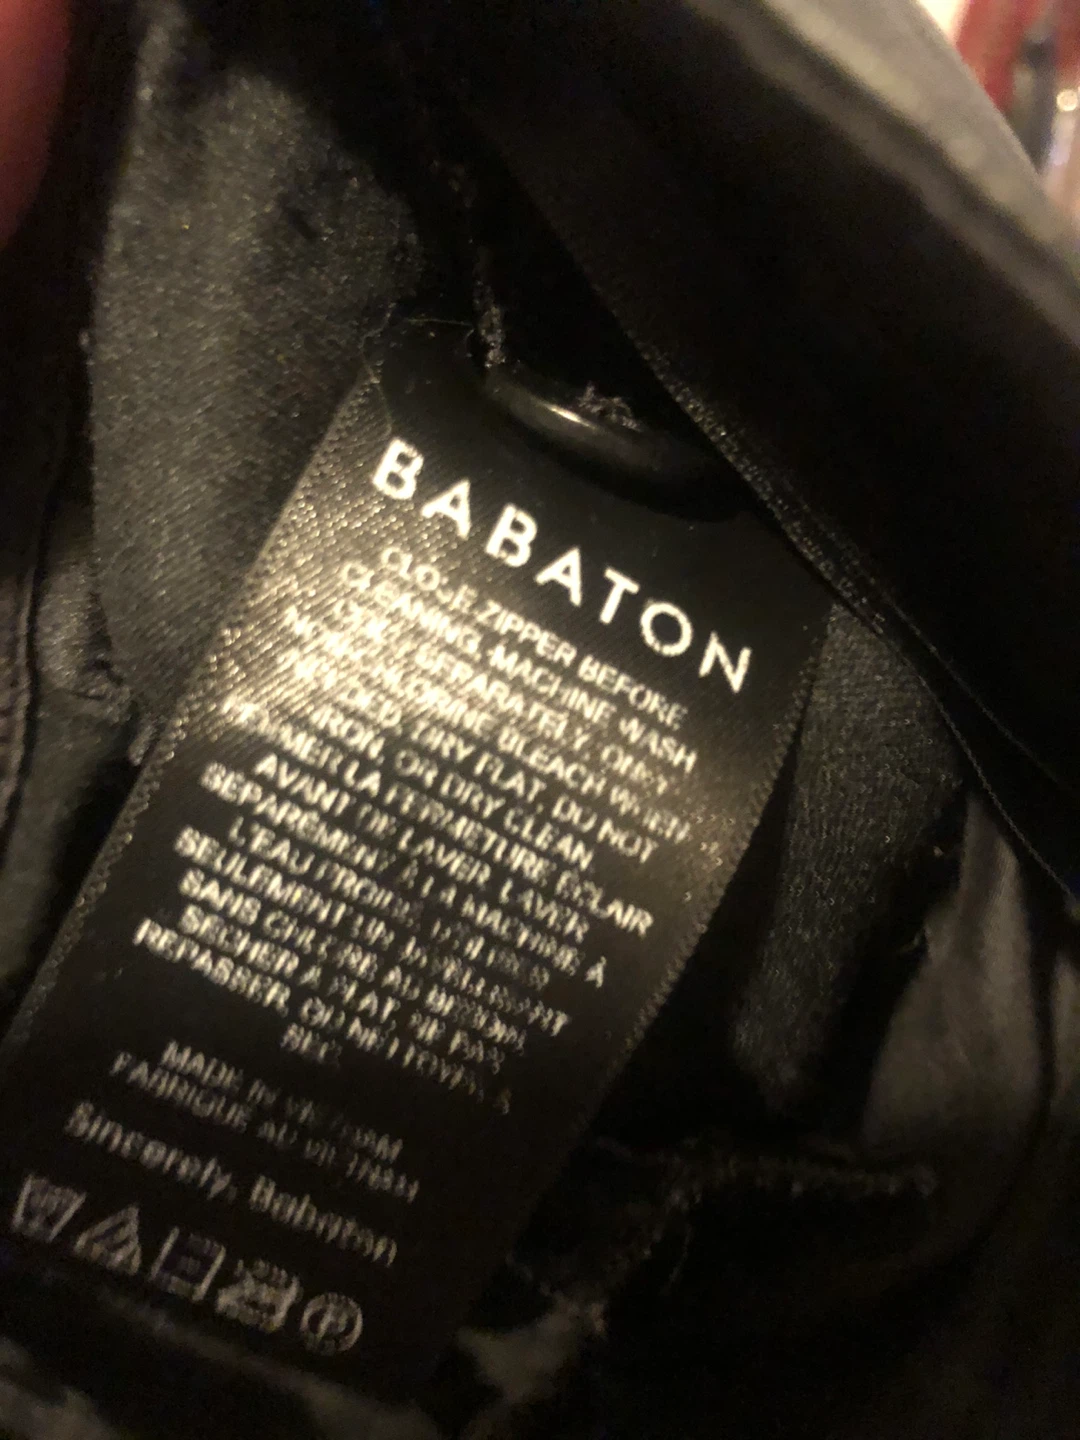 BABATON
CLOSE ZIPPER BEFORE
CLEANING. MACHINE WASH
COLD SEPARATELY. ONLY
NON-CHLORINE BLEACH WHEN
NEEDED. DRY FLAT. DO NOT
IRON, OR DRY CLEAN.
LA FERMETURE ÉCLAIR
AVANT DE LAVER. LAVER
SÉPARÉMENT À LA MACHINE À
L'EAU FROIDE.
SEULEMENT UN
SANS CHLORE AU BESOIN.
SÉCHER À PLAT. NE PAS
REPASSER, OU NETTOYER À
SEC.
MADE IN VIETNAM
FABRIQUÉ AU VIETNAM
Sincerely, Babaton
P